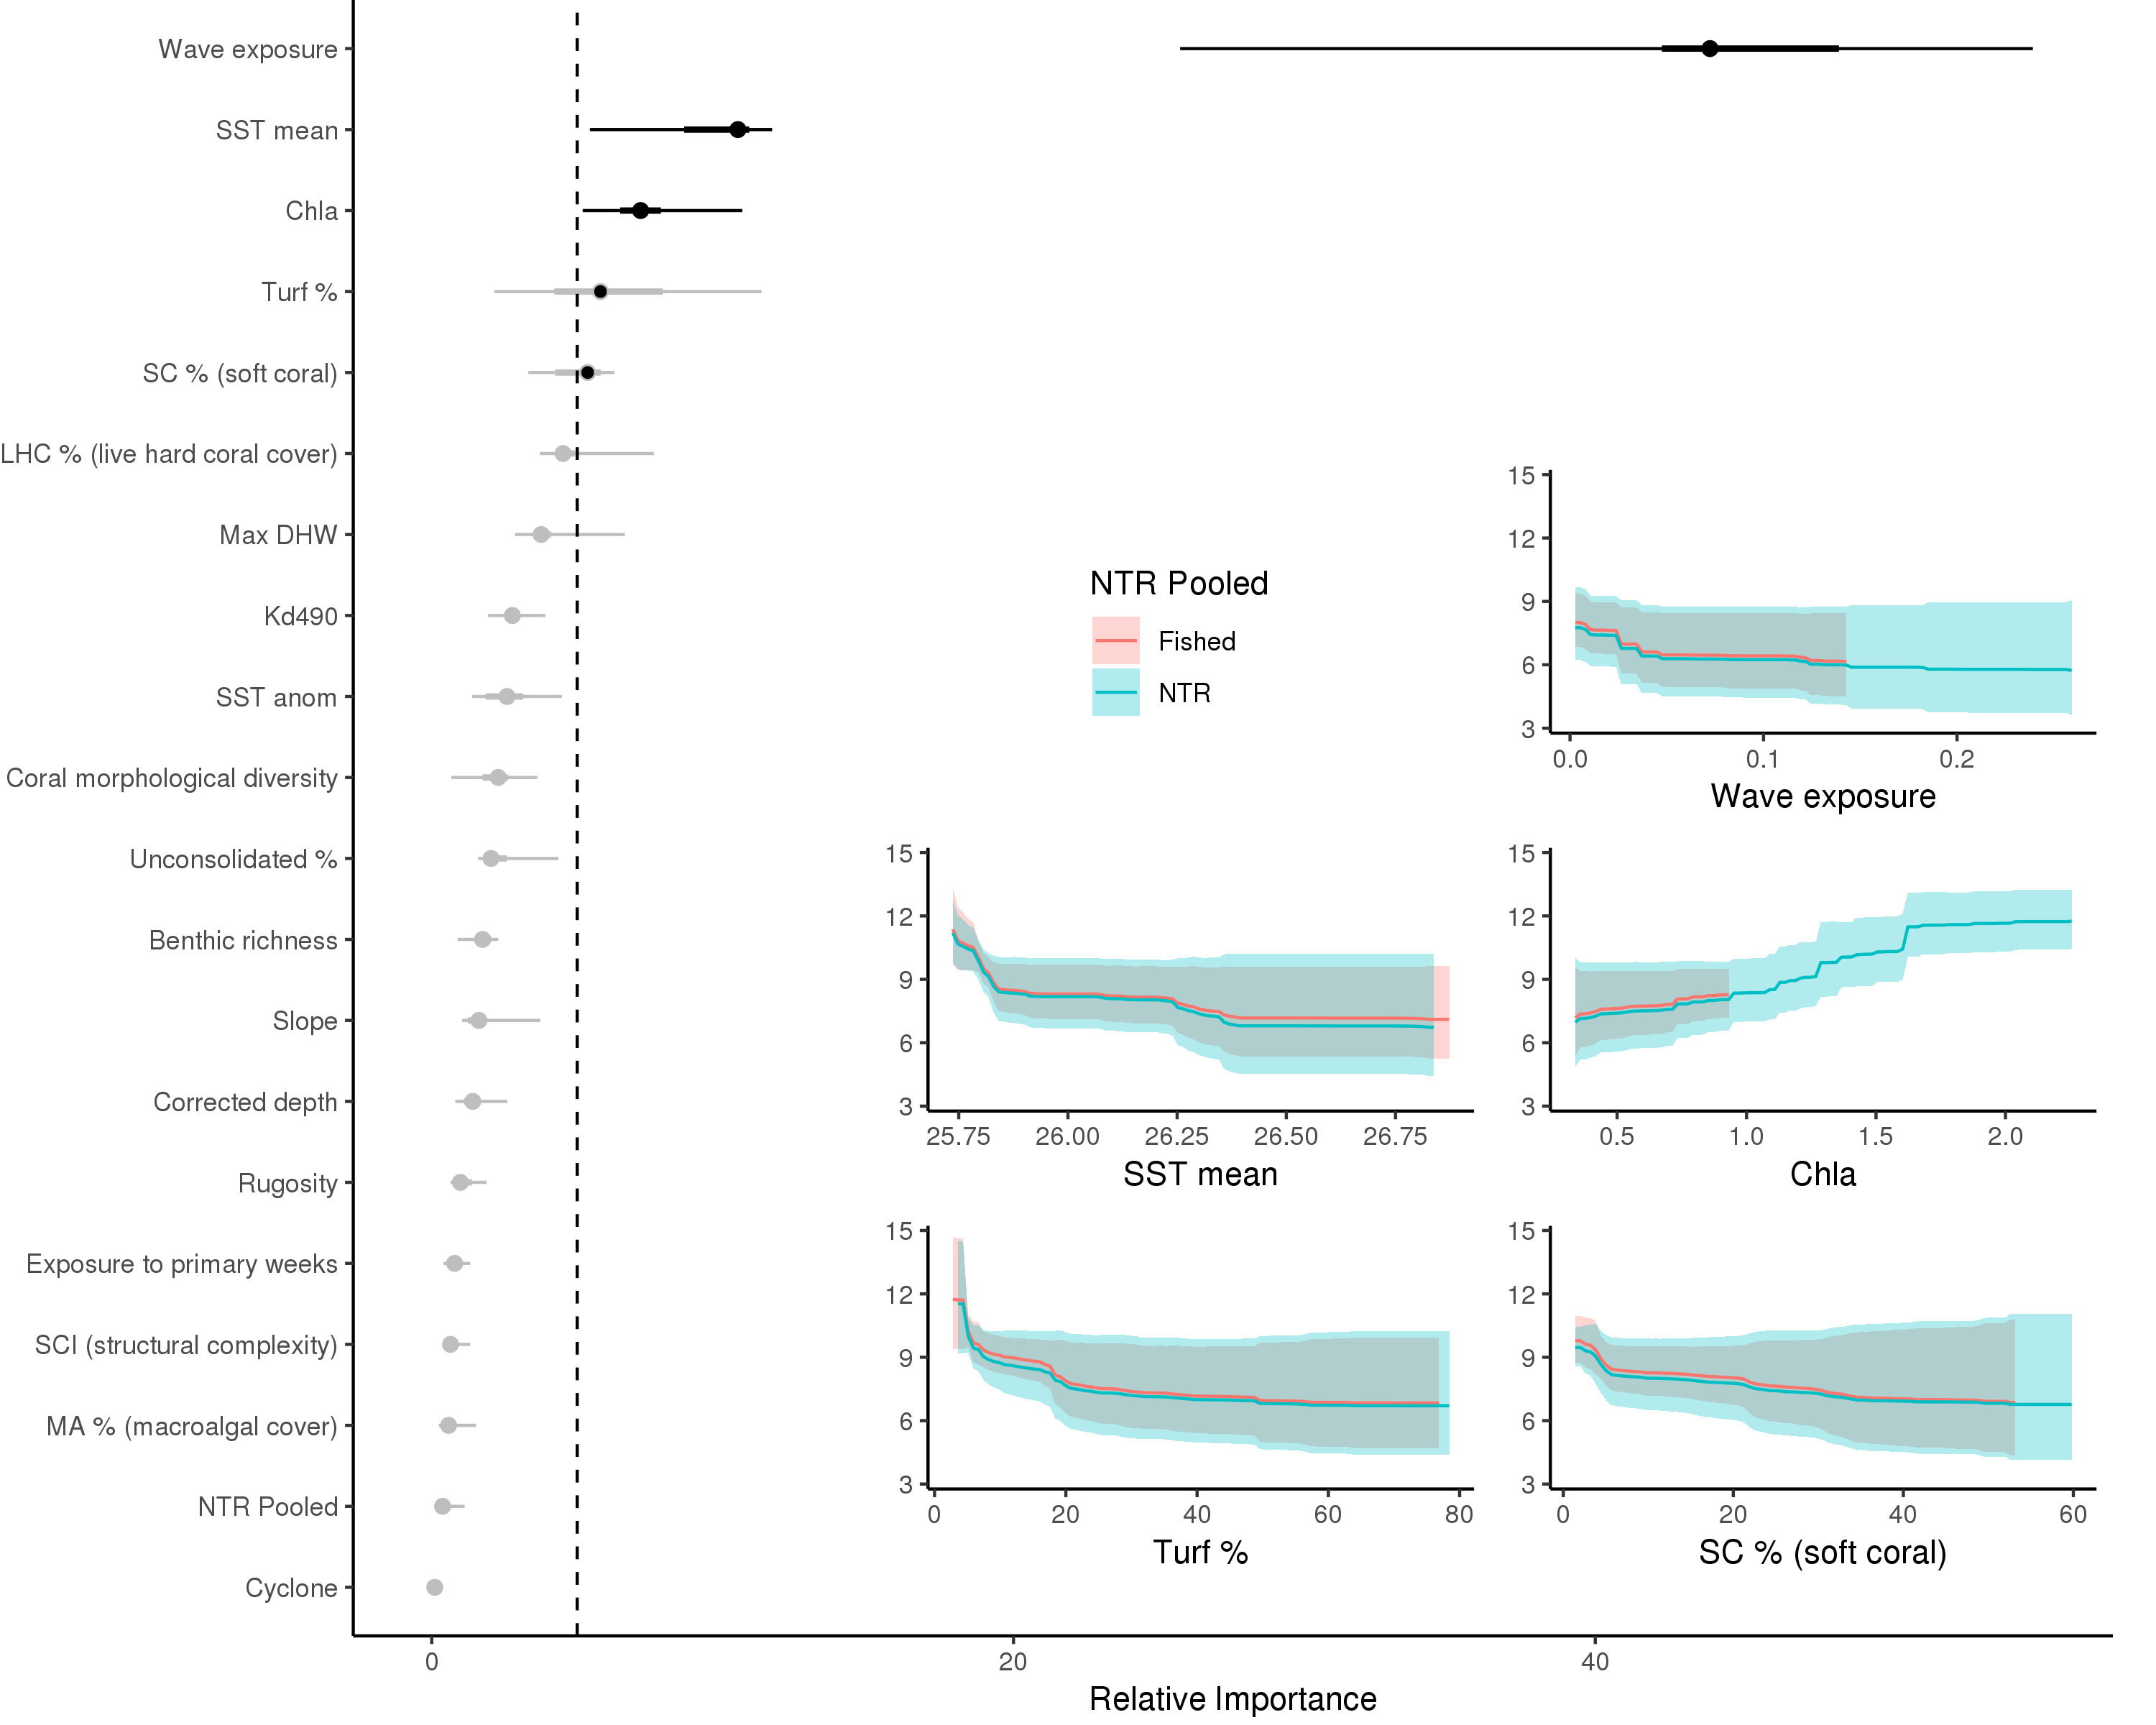 Wave exposure
SST mean
Chla
Turf %
SC % (soft coral)
LHC % (live hard coral cover)
Max DHW
Kd490
SST anom
Coral morphological diversity
Unconsolidated %
Benthic richness
Slope
Corrected depth
Rugosity
Exposure to primary weeks
SCI (structural complexity)
MA % (macroalgal cover)
NTR Pooled
Cyclone
0 20 40
Relative Importance
NTR Pooled
Fished
NTR
15
12
9
6
3
0.0 0.1 0.2
Wave exposure
15
12
9
6
3
25.75 26.00 26.25 26.50 26.75
SST mean
15
12
9
6
3
0.5 1.0 1.5 2.0
Chla
15
12
9
6
3
0 20 40 60 80
Turf %
15
12
9
6
3
0 20 40 60
SC % (soft coral)